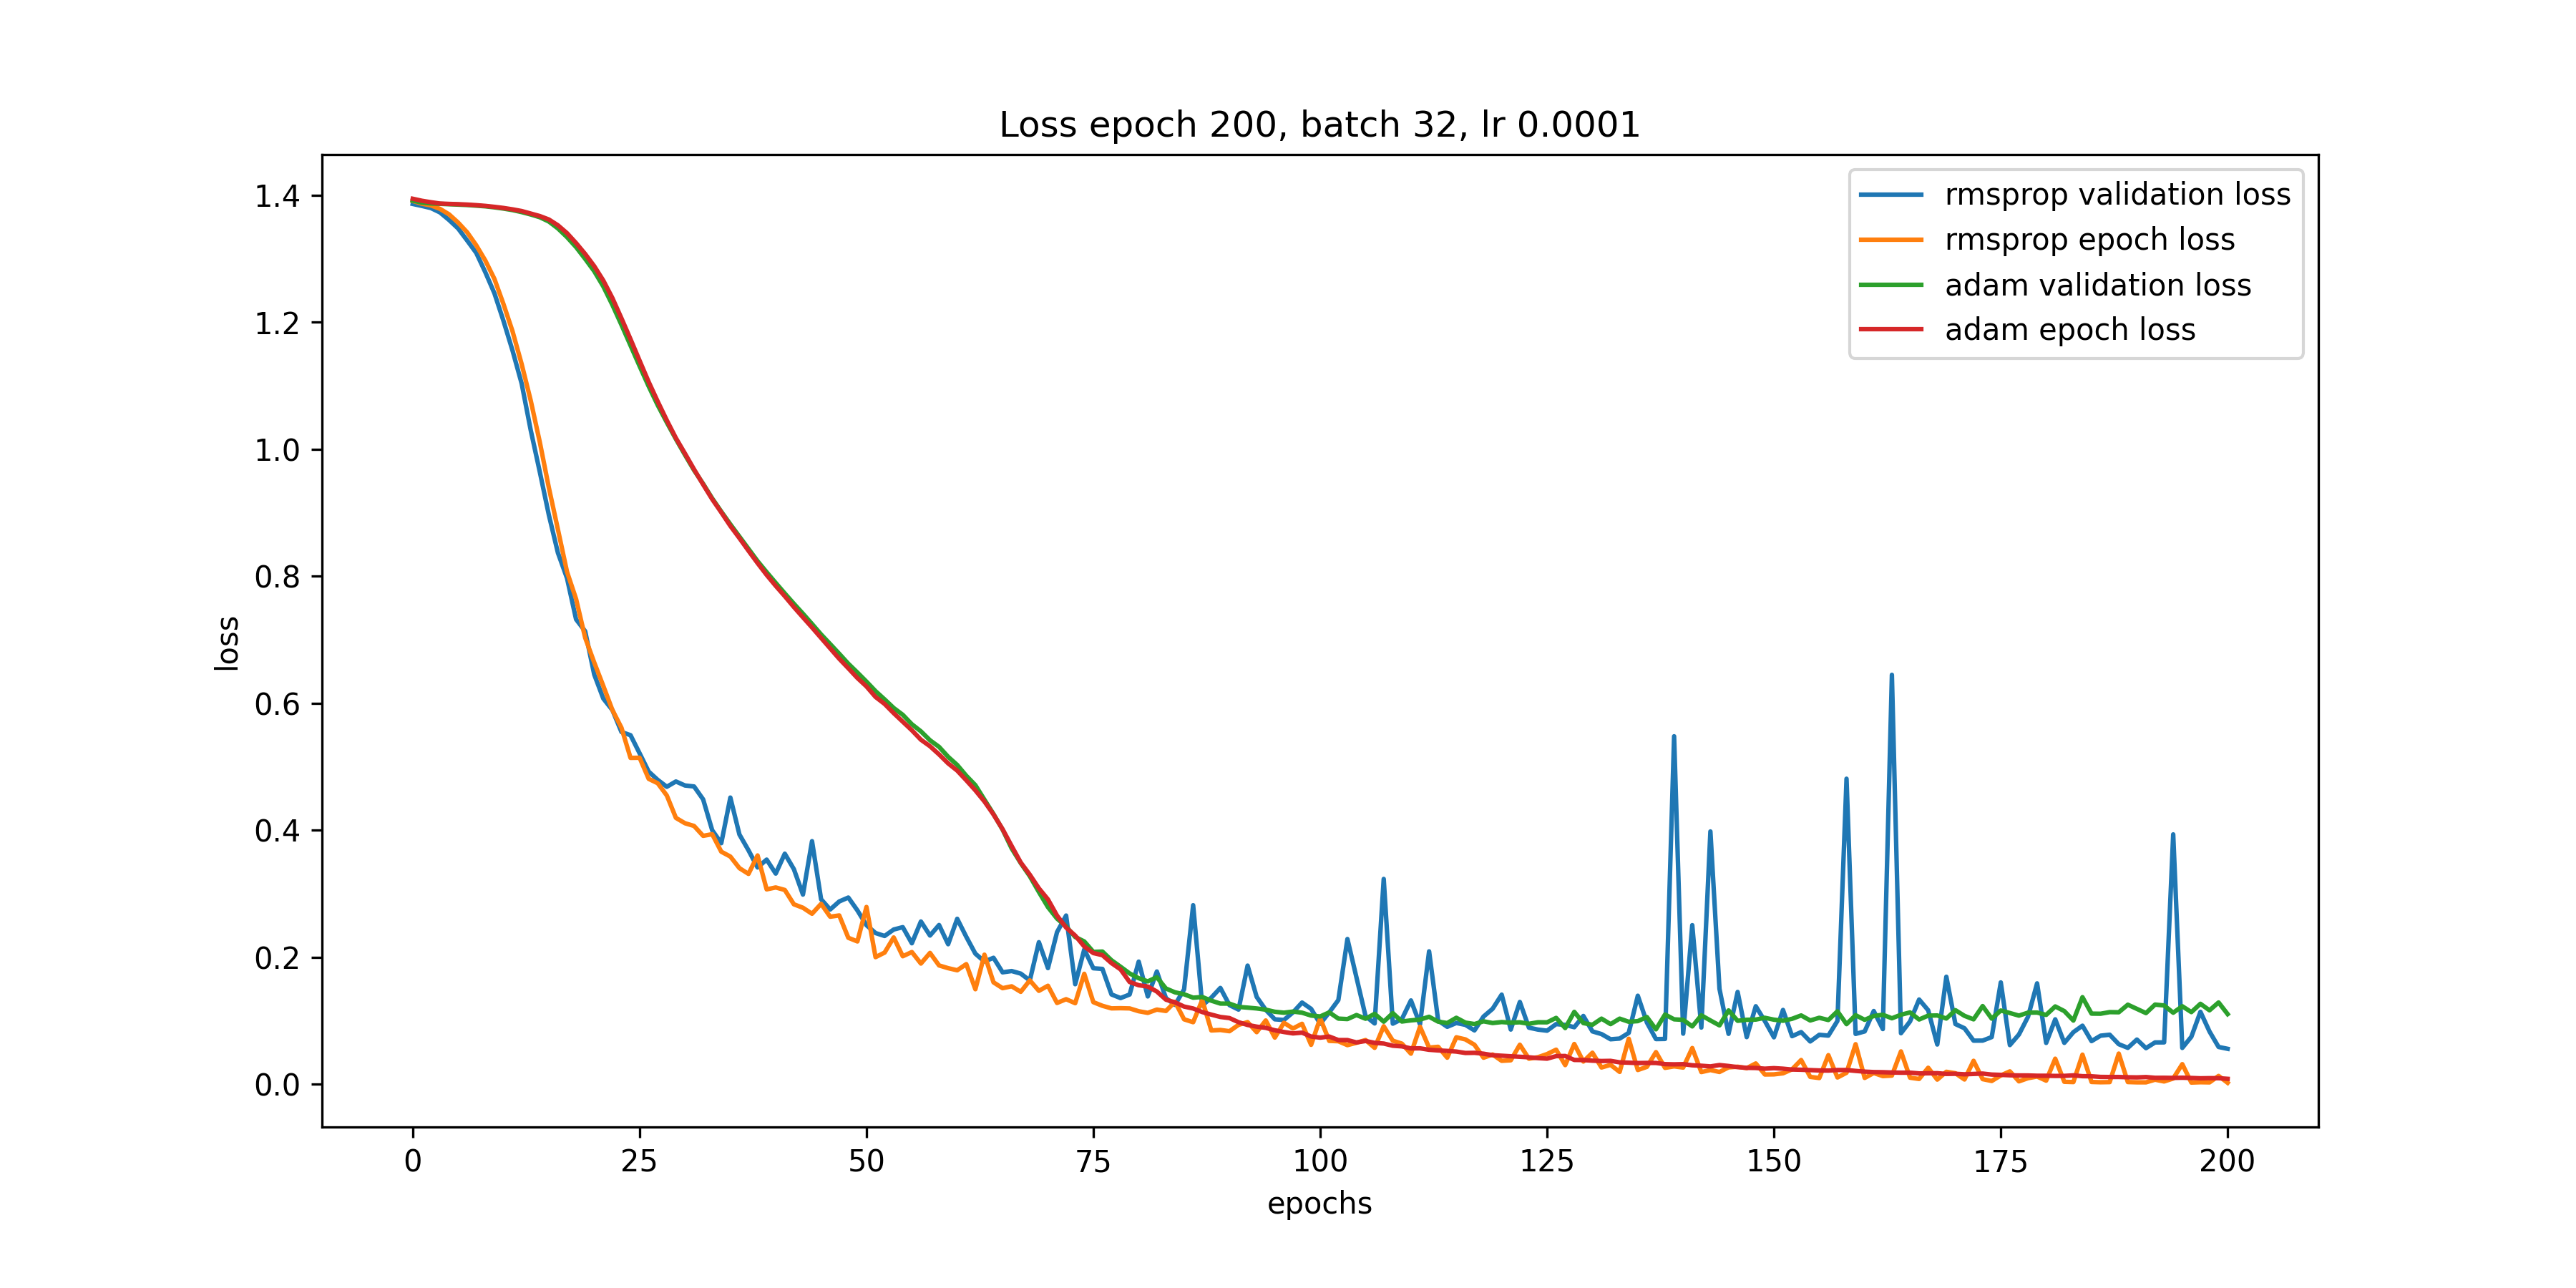 Loss epoch 200, batch 32, lr 0.0001
rmsprop validation loss
rmsprop epoch loss
adam validation loss
adam epoch loss
1.4
1.2
1.0
0.8
0.6
0.4
0.2
0.0
loss
0 25 50 75 100 125 150 175 200
epochs